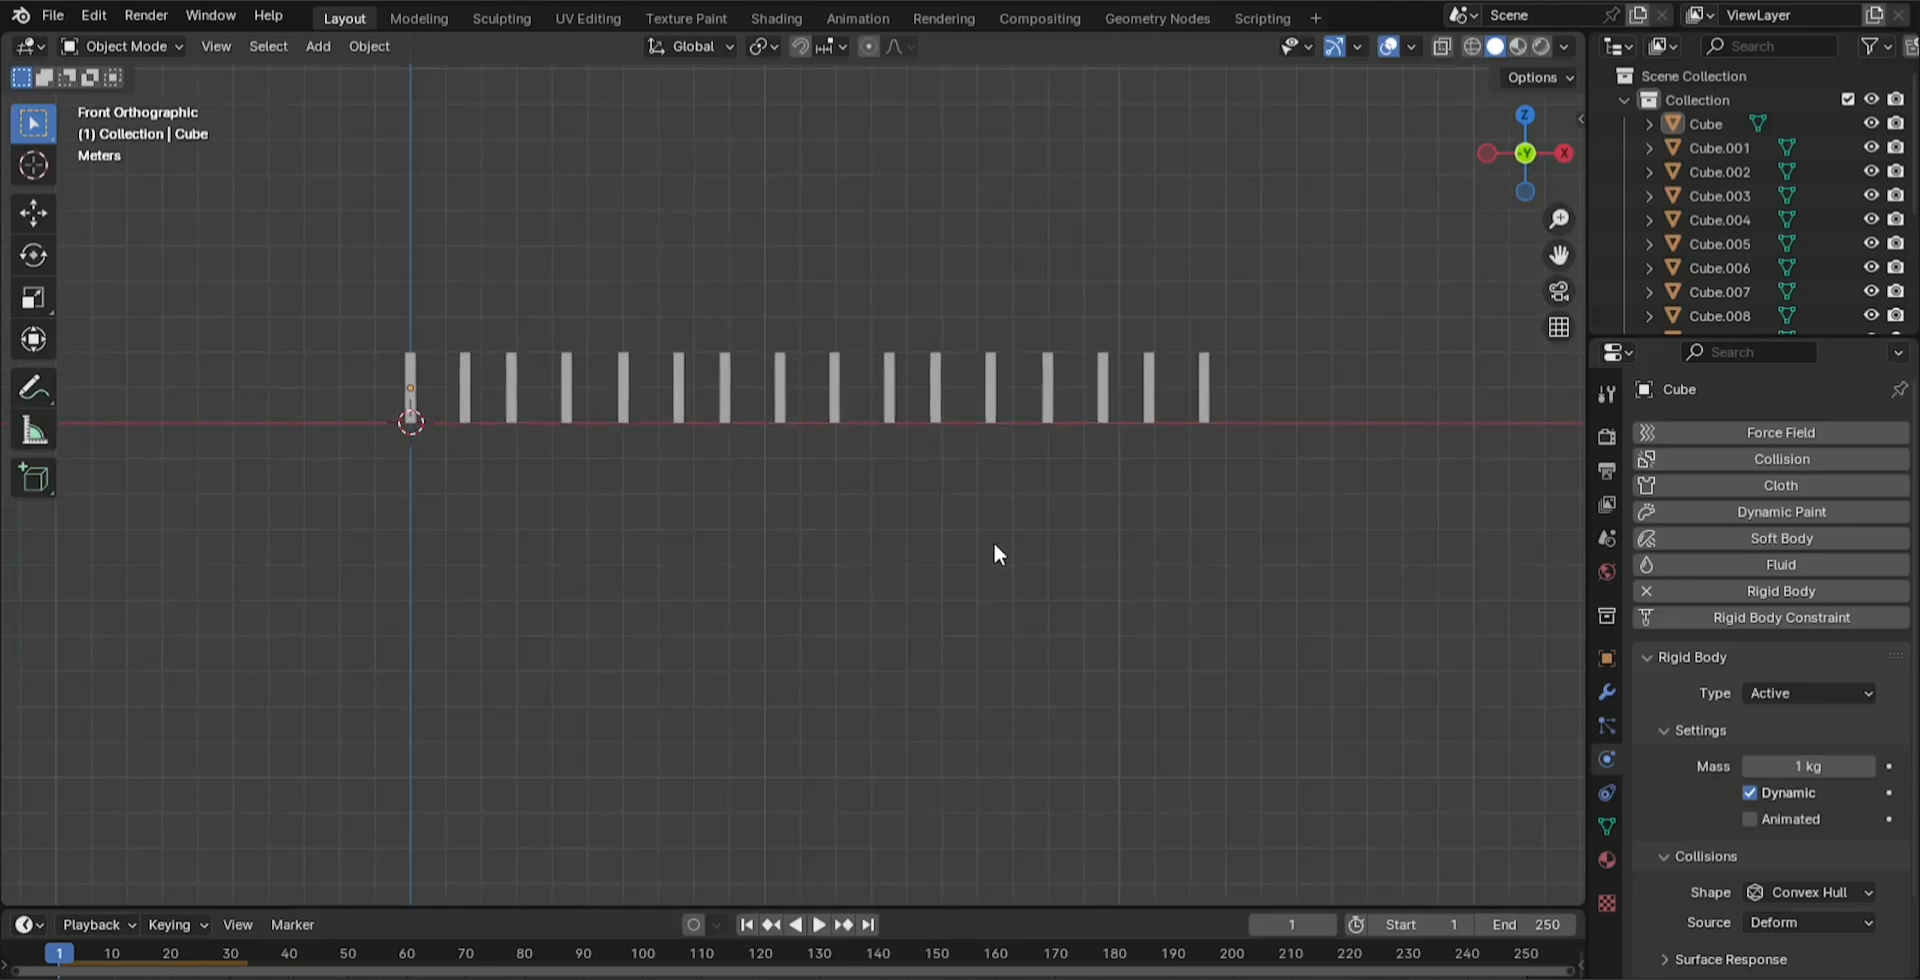 File Edit Render Window Help Layout Modeling Sculpting UV Editing Texture Paint Shading Animation Rendering Compositing Geometry Nodes Scripting + Scene ViewLayer
Object Mode View Select Add Object Global Search
Options
Front Orthographic
(1) Collection | Cube
Meters
Z
-Y
X
Scene Collection
Collection
Cube
Cube.001
Cube.002
Cube.003
Cube.004
Cube.005
Cube.006
Cube.007
Cube.008
Search
Cube
Force Field
Collision
Cloth
Dynamic Paint
Soft Body
Fluid
Rigid Body
Rigid Body Constraint
Rigid Body
Type Active
Settings
Mass 1 kg
Dynamic
Animated
Collisions
Shape Convex Hull
Source Deform
Surface Response
Playback Keying View Marker 1 Start 1 End 250
1 10 20 30 40 50 60 70 80 90 100 110 120 130 140 150 160 170 180 190 200 210 220 230 240 250